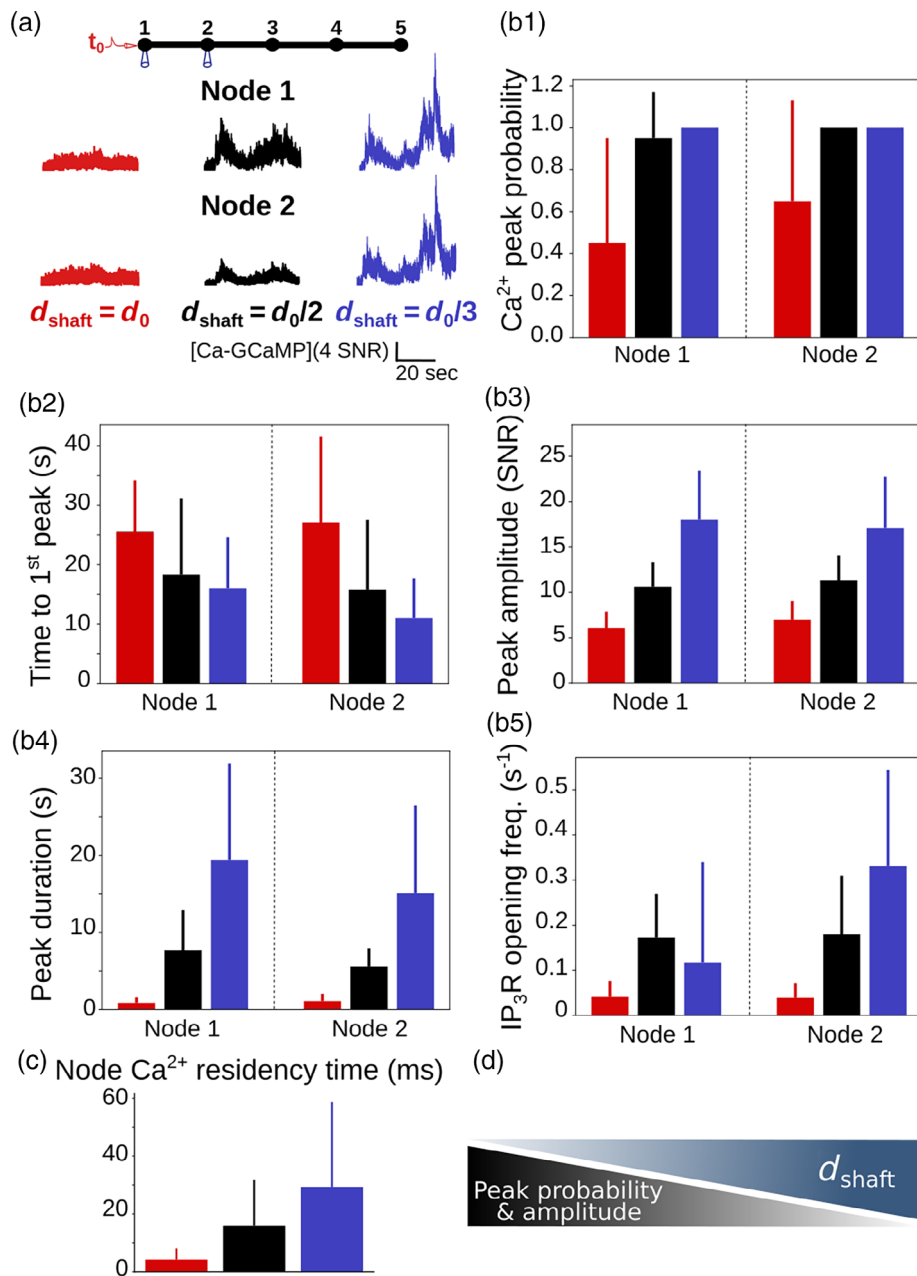 (a)
t0
1 2 3 4 5
Node 1
Node 2
dshaft = d0 dshaft = d0/2 dshaft = d0/3
[Ca-GCaMP](4 SNR)
20 sec
(b1)
Ca2+ peak probability
1.2
1.0
0.8
0.6
0.4
0.2
0.0
Node 1 Node 2
(b2)
Time to 1st peak (s)
40
30
20
10
0
Node 1 Node 2
(b3)
Peak amplitude (SNR)
25
20
15
10
5
0
Node 1 Node 2
(b4)
Peak duration (s)
30
20
10
0
Node 1 Node 2
(b5)
IP3R opening freq. (s-1)
0.5
0.4
0.3
0.2
0.1
0
Node 1 Node 2
(c)
Node Ca2+ residency time (ms)
60
40
20
0
(d)
dshaft
Peak probability
& amplitude